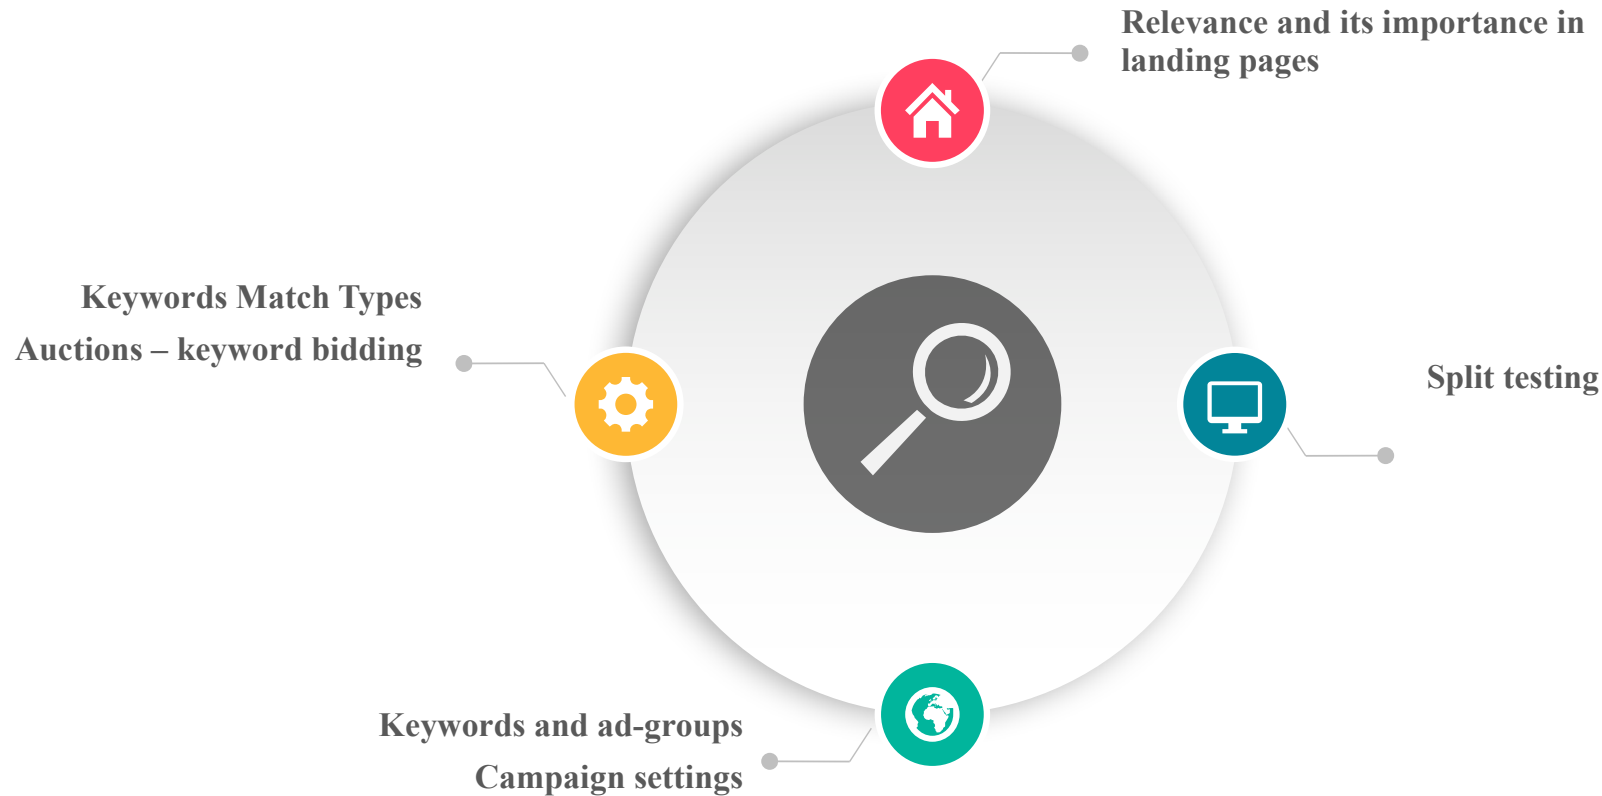 Relevance and its importance in
landing pages
Keywords Match Types
Auctions – keyword bidding
Split testing
Keywords and ad-groups
Campaign settings